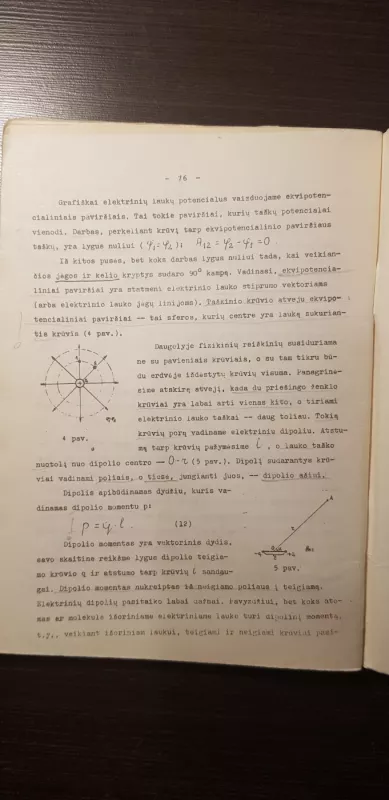 - 16 -
Grafiškai elektrinių laukų potencialus vaizduojame ekvipoten-
cialiniais paviršiais. Tai tokie paviršiai, kurių taškų potencialai
vienodi. Darbas, perkeliant krūvį tarp ekvipotencialinio paviršiaus
taškų, yra lygus nuliui (φ₁=φ₂); A₁₂ = φ₂ - φ₁ = 0.
Iš kitos pusės, bet koks darbas lygus nuliui tada, kai veikian-
čios jėgos ir kelio kryptys sudaro 90° kampą. Vadinasi, ekvipotencia-
liniai paviršiai yra statmeni elektrinio lauko stiprumo vektoriams
(arba elektrinio lauko jėgų linijoms). Taškinio krūvio atveju ekvipo-
tencialiniai paviršiai -- tai sferos, kurių centre yra lauką sukurian-
tis krūvis (4 pav.).
Daugelyje fizikinių reiškinių susiduriama
ne su pavieniais krūviais, o su tam tikru bū-
du erdvėje išdėstytų krūvių visuma. Panagrinė-
sime atskirą atvejį, kada du priešingo ženklo
krūviai yra labai arti vienas kito, o tiriami
elektrinio lauko taškai -- daug toliau. Tokią
krūvių porą vadiname elektriniu dipoliu. Atstu-
4 pav.
mą tarp krūvių pažymėsime l, o lauko taško
nuotolį nuo dipolio centro -- r (5 pav.). Dipolį sudarantys krū-
viai vadinami poliais, o tiesė, jungianti juos, -- dipolio ašimi.
Dipolis apibūdinamas dydžiu, kuris va-
dinamas dipolio momentu p:
p = q·l. (12)
A
r
-q
+q
l
5 pav.
Dipolio momentas yra vektorinis dydis,
savo skaitine reikšme lygus dipolio teigia-
mo krūvio q ir atstumo tarp krūvių l sandau-
gai. Dipolio momentas nukreiptas iš neigiamo poliaus į teigiamą.
Elektrinių dipolių pasitaiko labai dažnai. Pavyzdžiui, bet koks ato-
mas ar molekulė išoriniame elektriniame lauke turi dipolinį momentą,
t.y., veikiant išoriniam laukui, teigiami ir neigiami krūviai pasi-